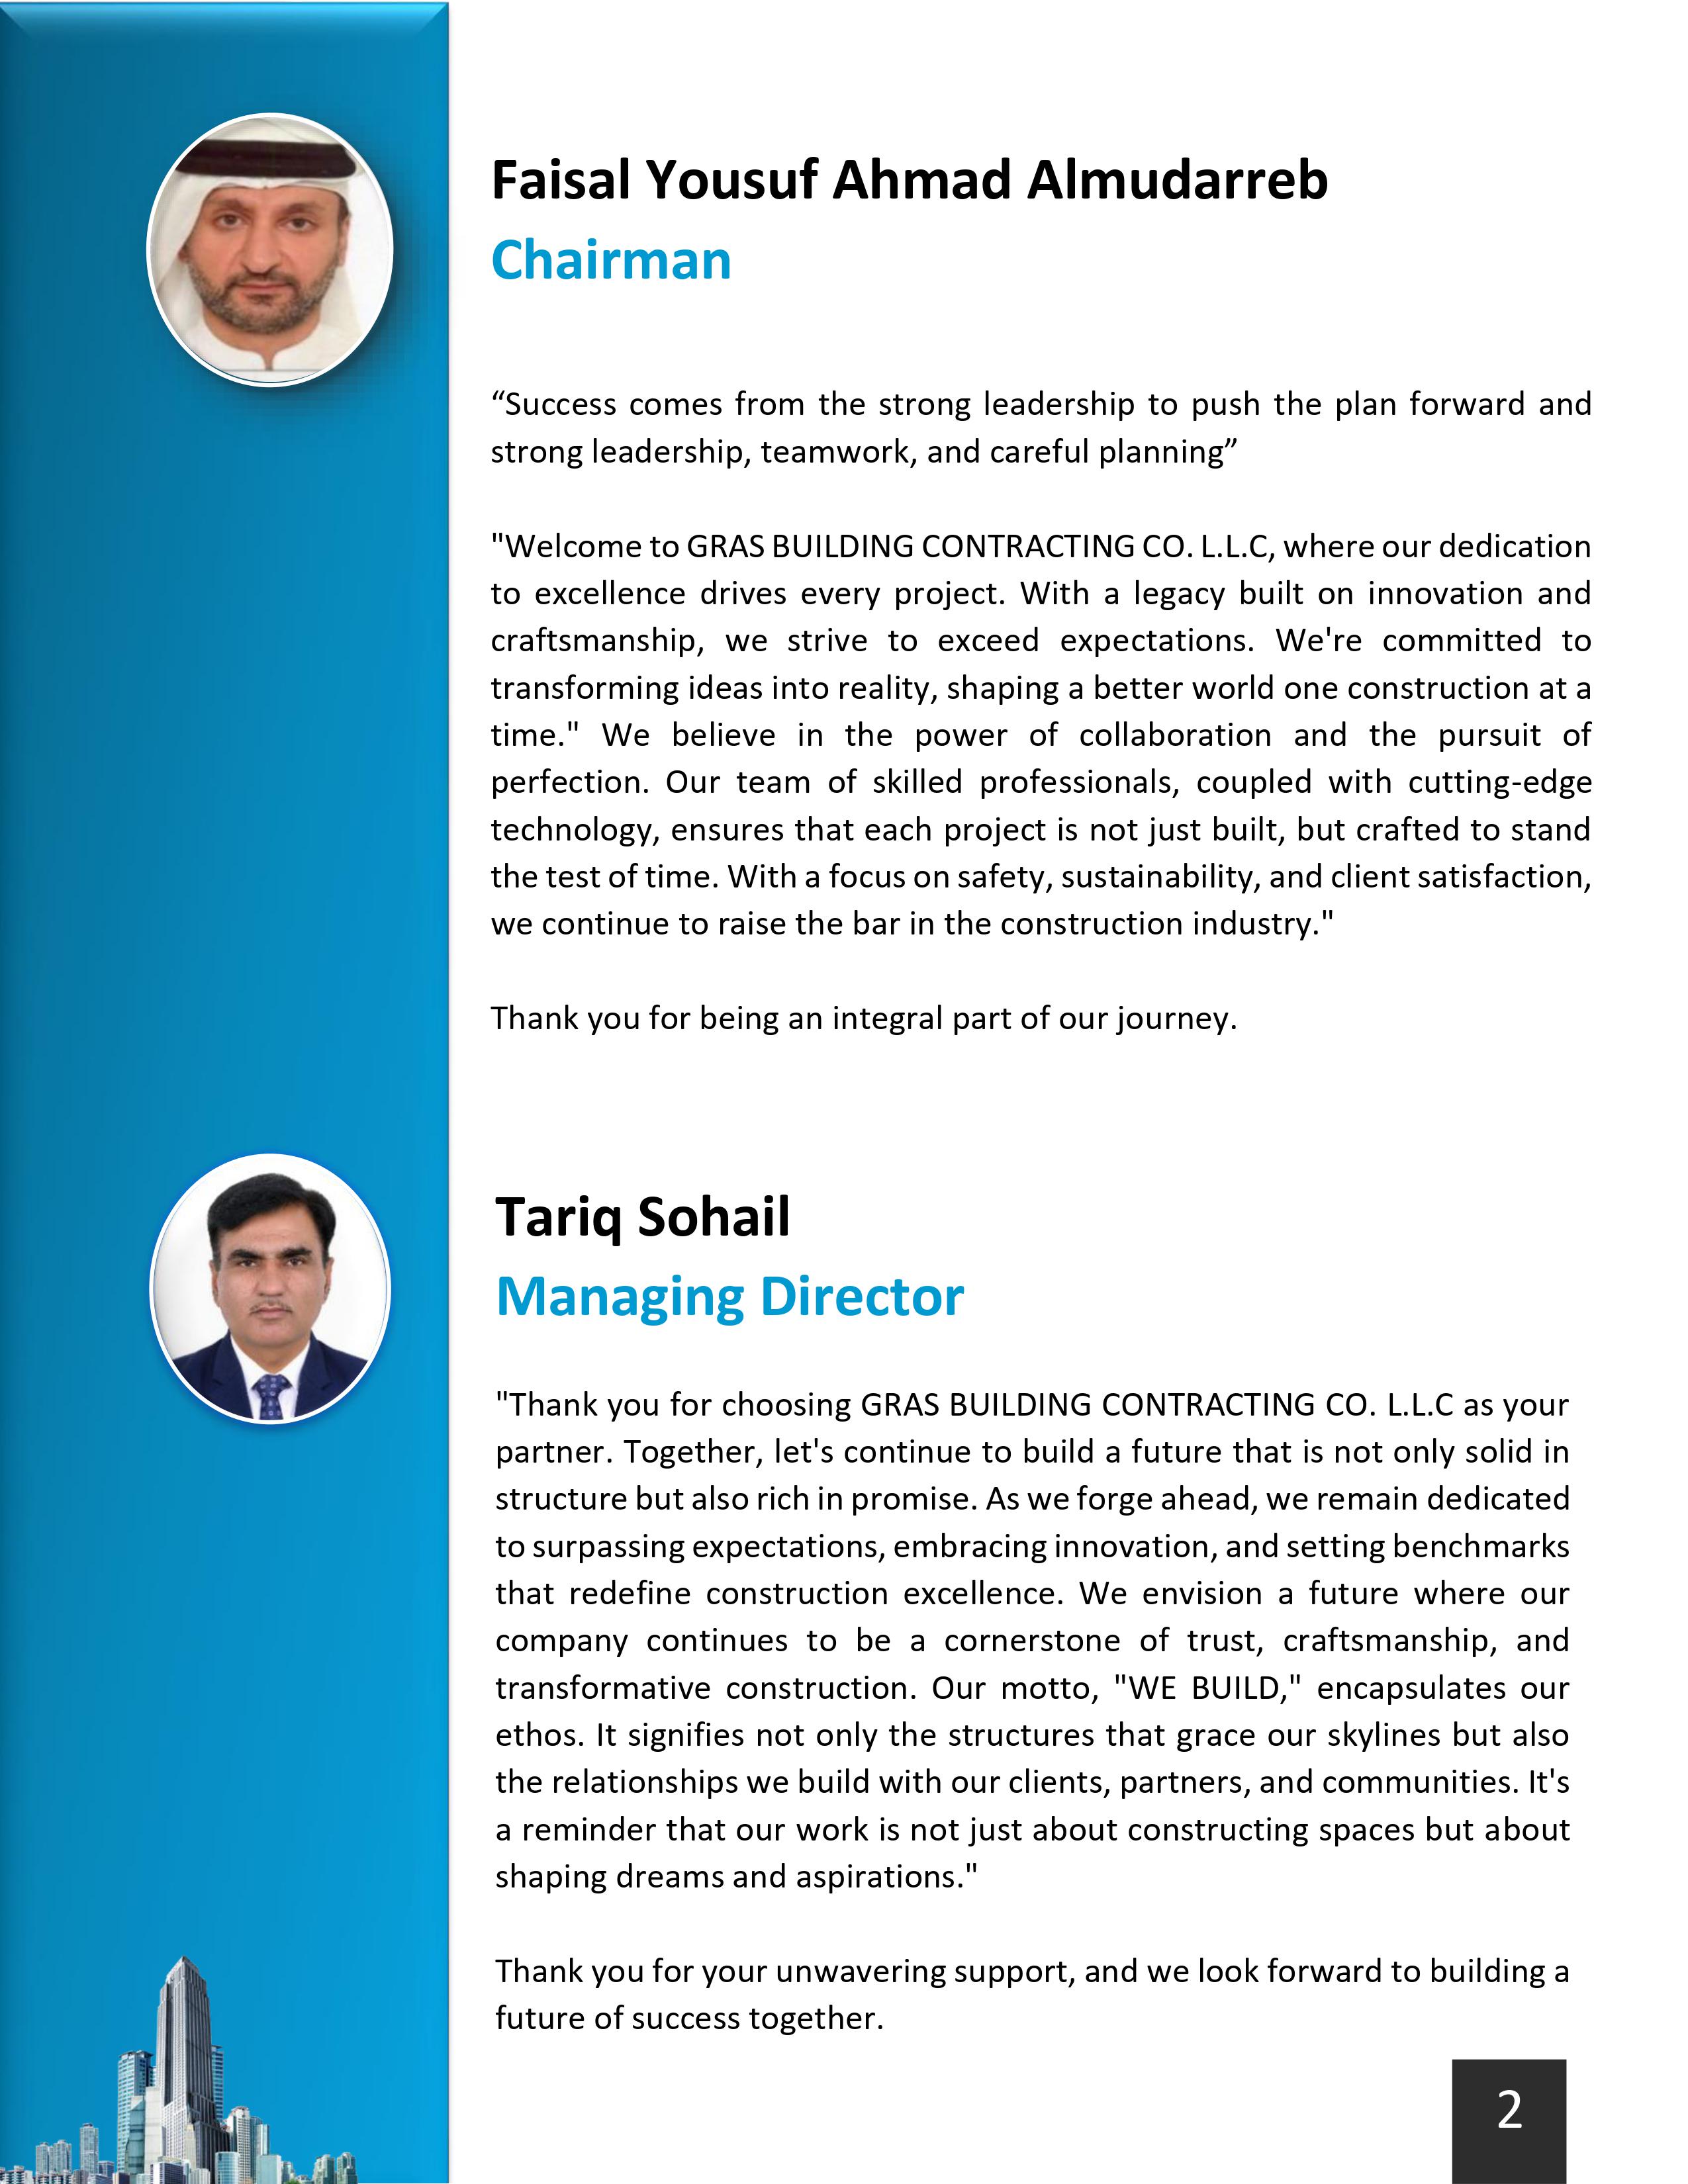 Faisal Yousuf Ahmad Almudarreb
Chairman
“Success comes from the strong leadership to push the plan forward and
strong leadership, teamwork, and careful planning”
"Welcome to GRAS BUILDING CONTRACTING CO. L.L.C, where our dedication
to excellence drives every project. With a legacy built on innovation and
craftsmanship, we strive to exceed expectations. We're committed to
transforming ideas into reality, shaping a better world one construction at a
time." We believe in the power of collaboration and the pursuit of
perfection. Our team of skilled professionals, coupled with cutting-edge
technology, ensures that each project is not just built, but crafted to stand
the test of time. With a focus on safety, sustainability, and client satisfaction,
we continue to raise the bar in the construction industry."
Thank you for being an integral part of our journey.
Tariq Sohail
Managing Director
"Thank you for choosing GRAS BUILDING CONTRACTING CO. L.L.C as your
partner. Together, let's continue to build a future that is not only solid in
structure but also rich in promise. As we forge ahead, we remain dedicated
to surpassing expectations, embracing innovation, and setting benchmarks
that redefine construction excellence. We envision a future where our
company continues to be a cornerstone of trust, craftsmanship, and
transformative construction. Our motto, "WE BUILD," encapsulates our
ethos. It signifies not only the structures that grace our skylines but also
the relationships we build with our clients, partners, and communities. It's
a reminder that our work is not just about constructing spaces but about
shaping dreams and aspirations."
Thank you for your unwavering support, and we look forward to building a
future of success together.
2